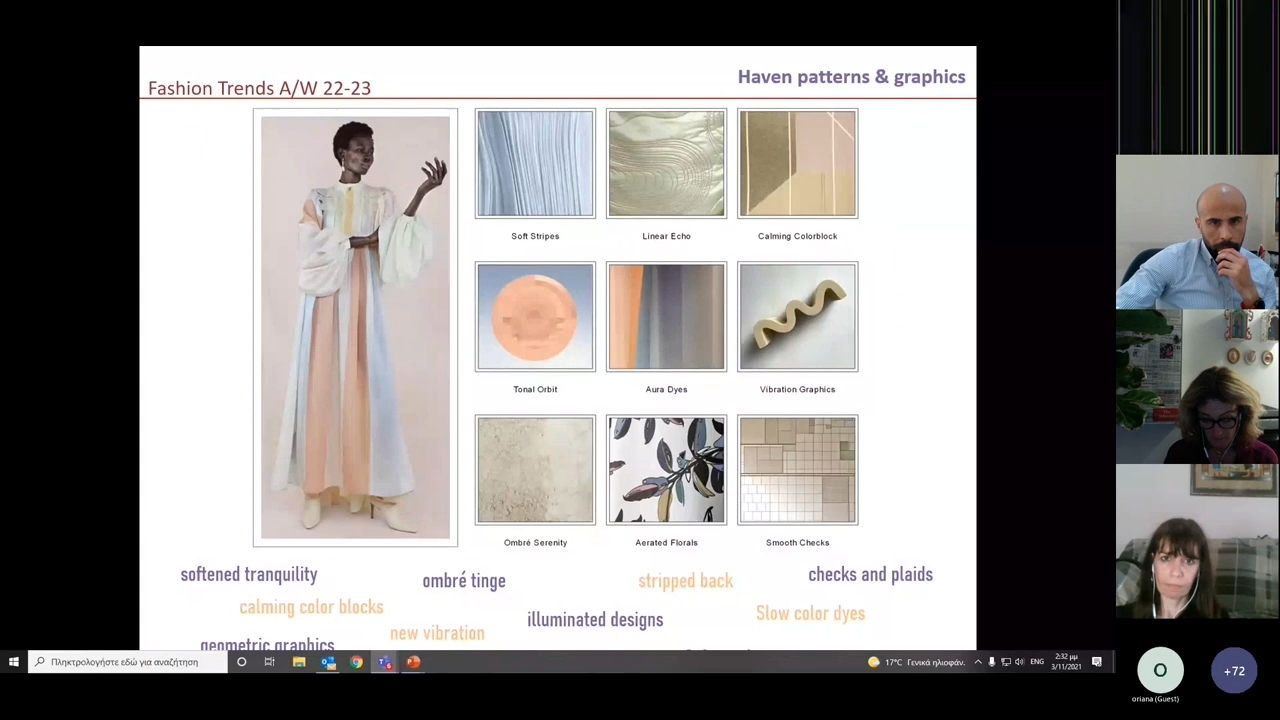 Fashion Trends A/W 22-23
Haven patterns & graphics
Soft Stripes
Linear Echo
Calming Colorblock
Tonal Orbit
Aura Dyes
Vibration Graphics
Ombré Serenity
Aerated Florals
Smooth Checks
softened tranquility
ombré tinge
stripped back
checks and plaids
calming color blocks
illuminated designs
Slow color dyes
new vibration
geometric graphics
Πληκτρολογήστε εδώ για αναζήτηση
17°C Γενικά ηλιοφάν.
ENG
2:32 μμ
3/11/2021
O
oriana (Guest)
+72